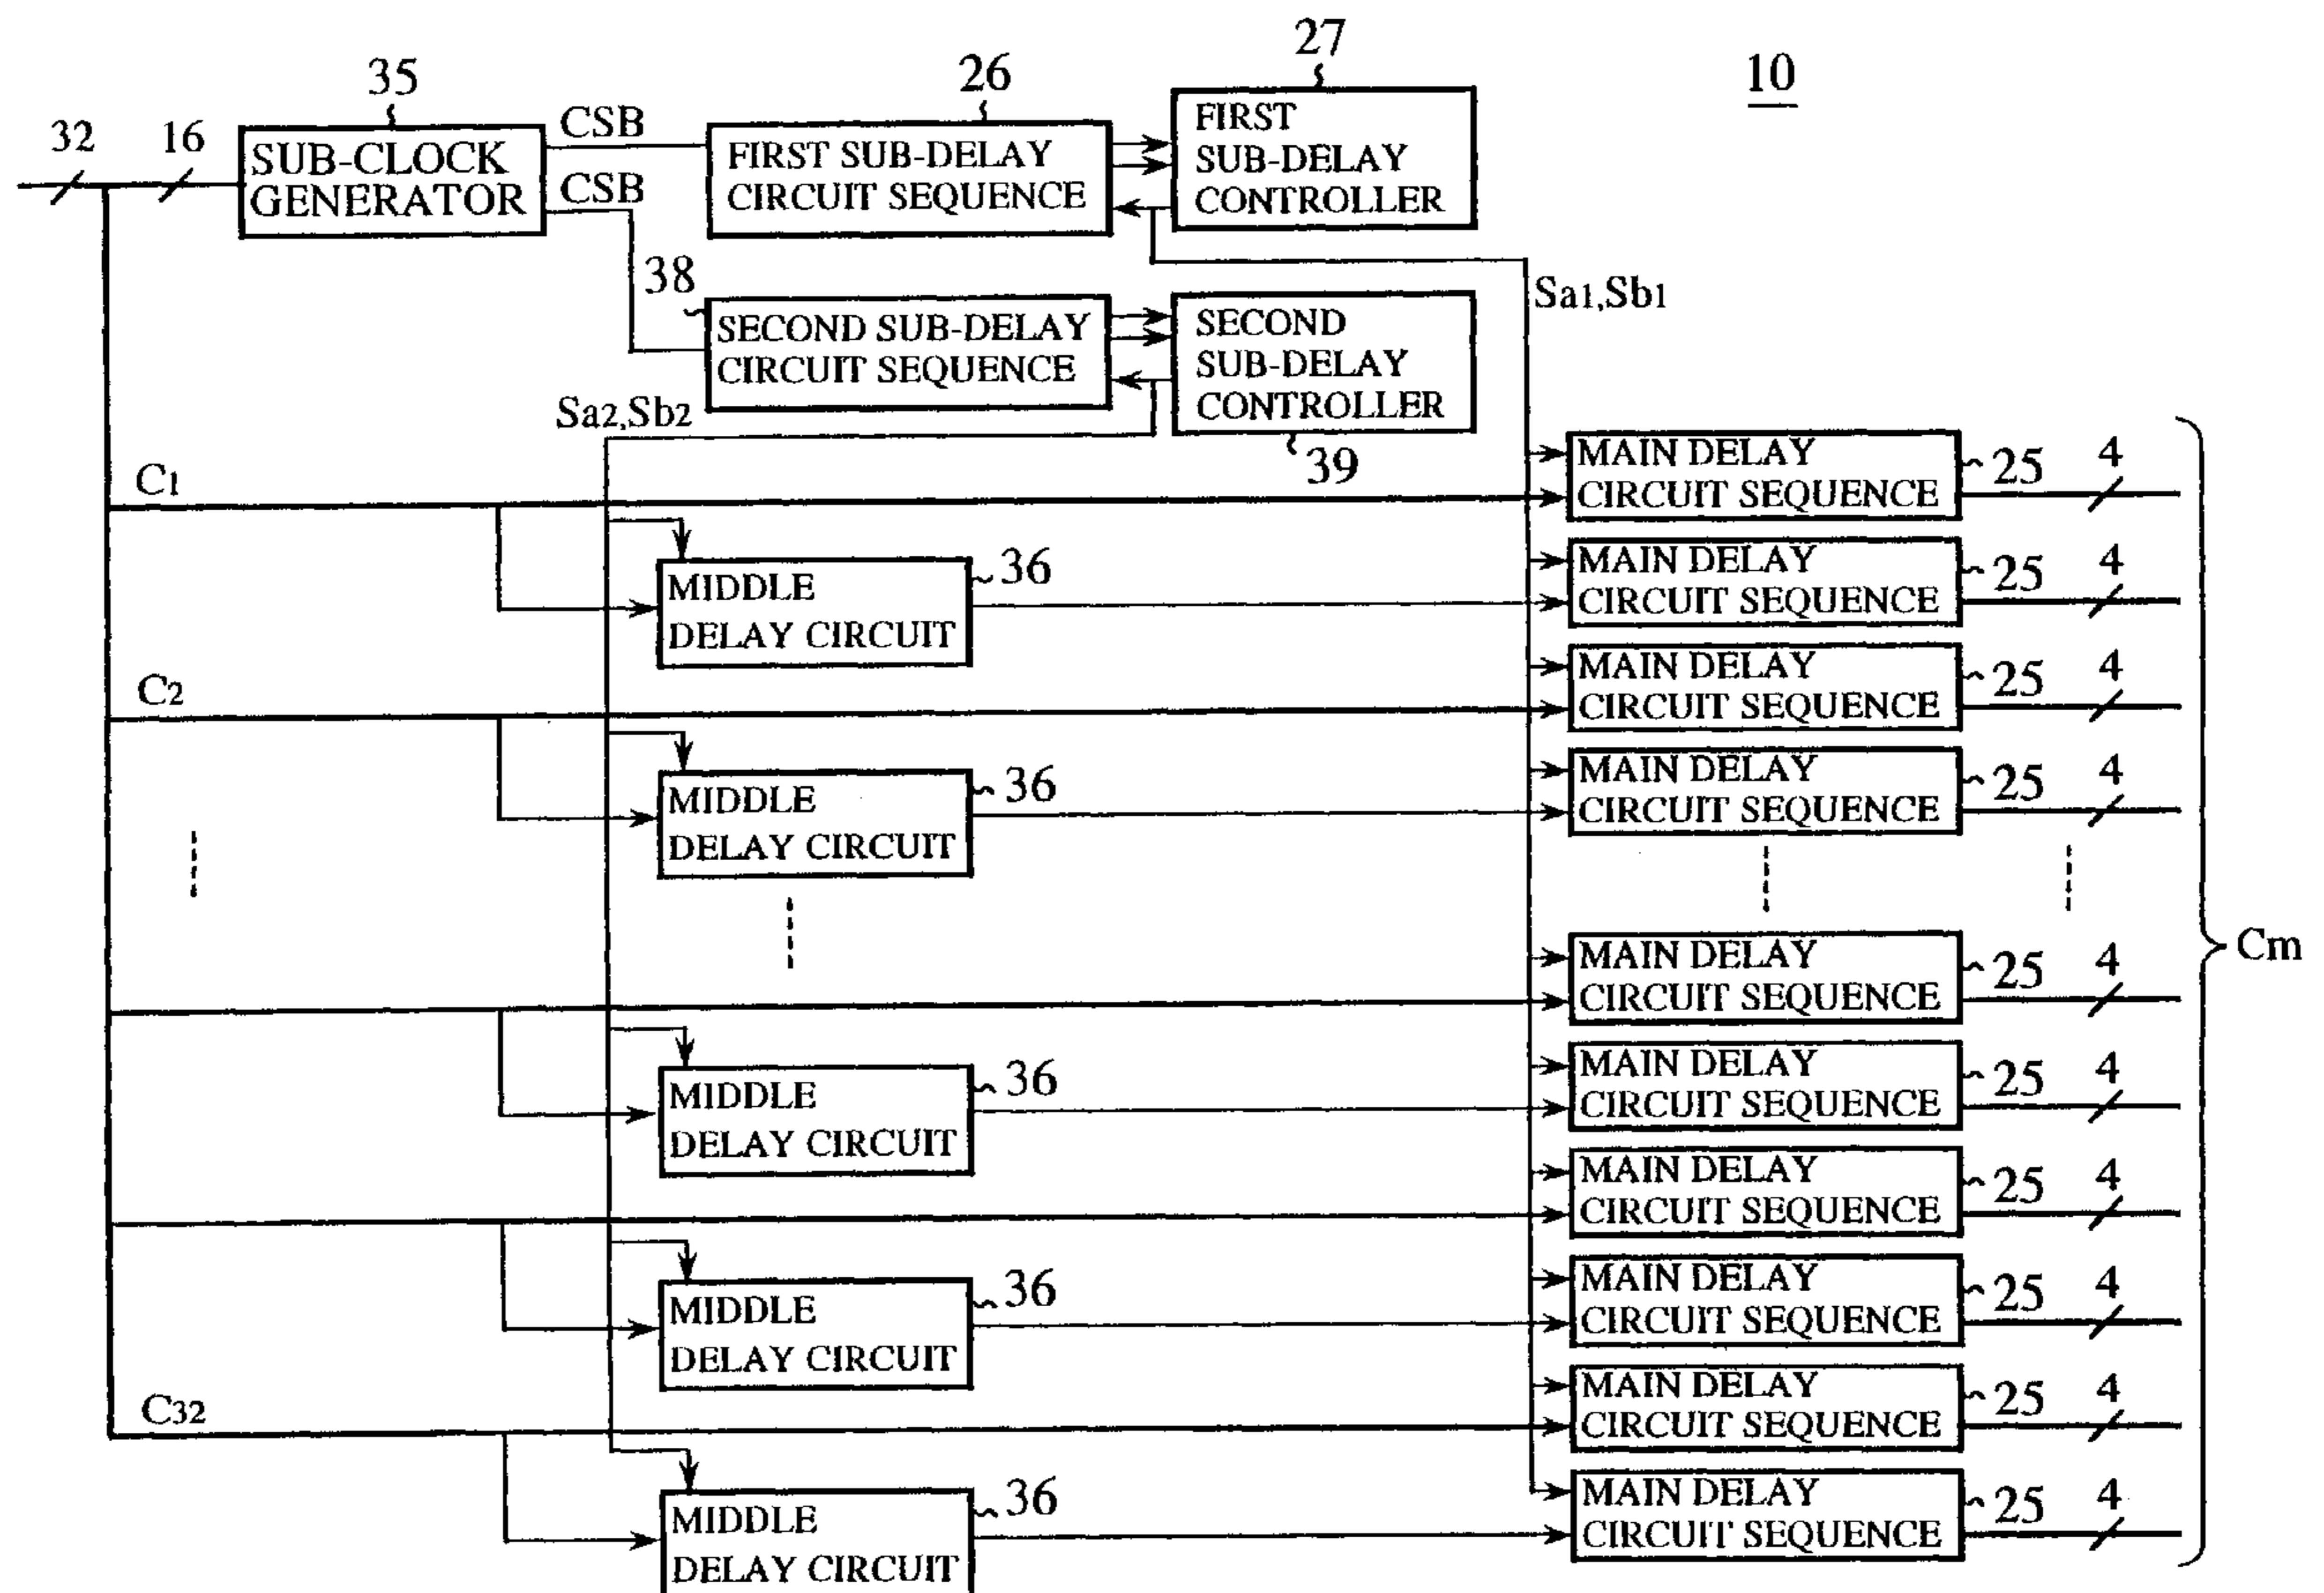 27
10
35
26
32
16
CSB
CSB
SUB-CLOCK
GENERATOR
FIRST SUB-DELAY
CIRCUIT SEQUENCE
FIRST
SUB-DELAY
CONTROLLER
38
Sa1,Sb1
SECOND SUB-DELAY
CIRCUIT SEQUENCE
SECOND
SUB-DELAY
CONTROLLER
Sa2,Sb2
39
C1
MAIN DELAY
CIRCUIT SEQUENCE
25
4
MIDDLE
DELAY CIRCUIT
36
MAIN DELAY
CIRCUIT SEQUENCE
25
4
C2
MAIN DELAY
CIRCUIT SEQUENCE
25
4
MIDDLE
DELAY CIRCUIT
36
MAIN DELAY
CIRCUIT SEQUENCE
25
4
Cm
MAIN DELAY
CIRCUIT SEQUENCE
25
4
MIDDLE
DELAY CIRCUIT
36
MAIN DELAY
CIRCUIT SEQUENCE
25
4
MAIN DELAY
CIRCUIT SEQUENCE
25
4
MIDDLE
DELAY CIRCUIT
36
MAIN DELAY
CIRCUIT SEQUENCE
25
4
C32
MAIN DELAY
CIRCUIT SEQUENCE
25
4
MIDDLE
DELAY CIRCUIT
36
MAIN DELAY
CIRCUIT SEQUENCE
25
4